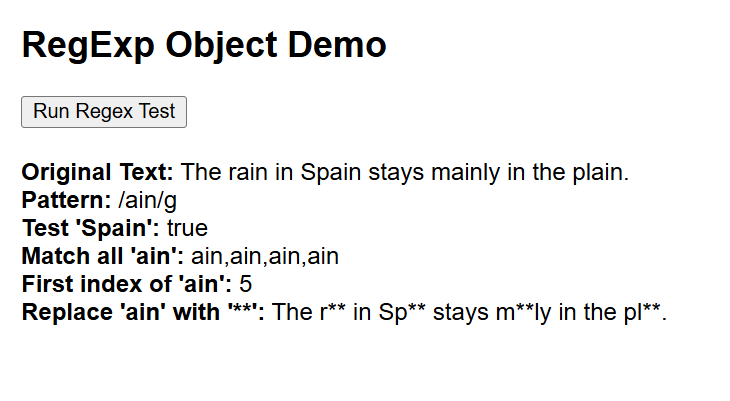 RegExp Object Demo
Run Regex Test
Original Text: The rain in Spain stays mainly in the plain.
Pattern: /ain/g
Test 'Spain': true
Match all 'ain': ain,ain,ain,ain
First index of 'ain': 5
Replace 'ain' with '**': The r** in Sp** stays m**ly in the pl**.